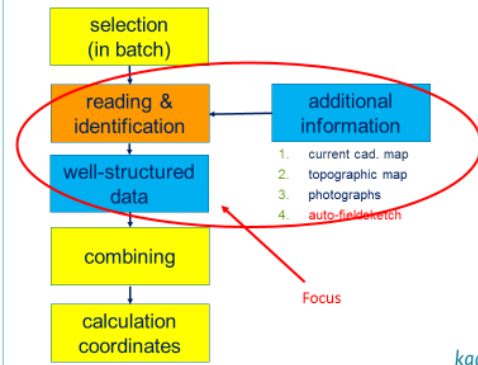 selection
(in batch)
reading &
identification
additional
information
1. current cad. map
2. topographic map
3. photographs
4. auto-fieldsketch
well-structured
data
combining
Focus
calculation
coordinates